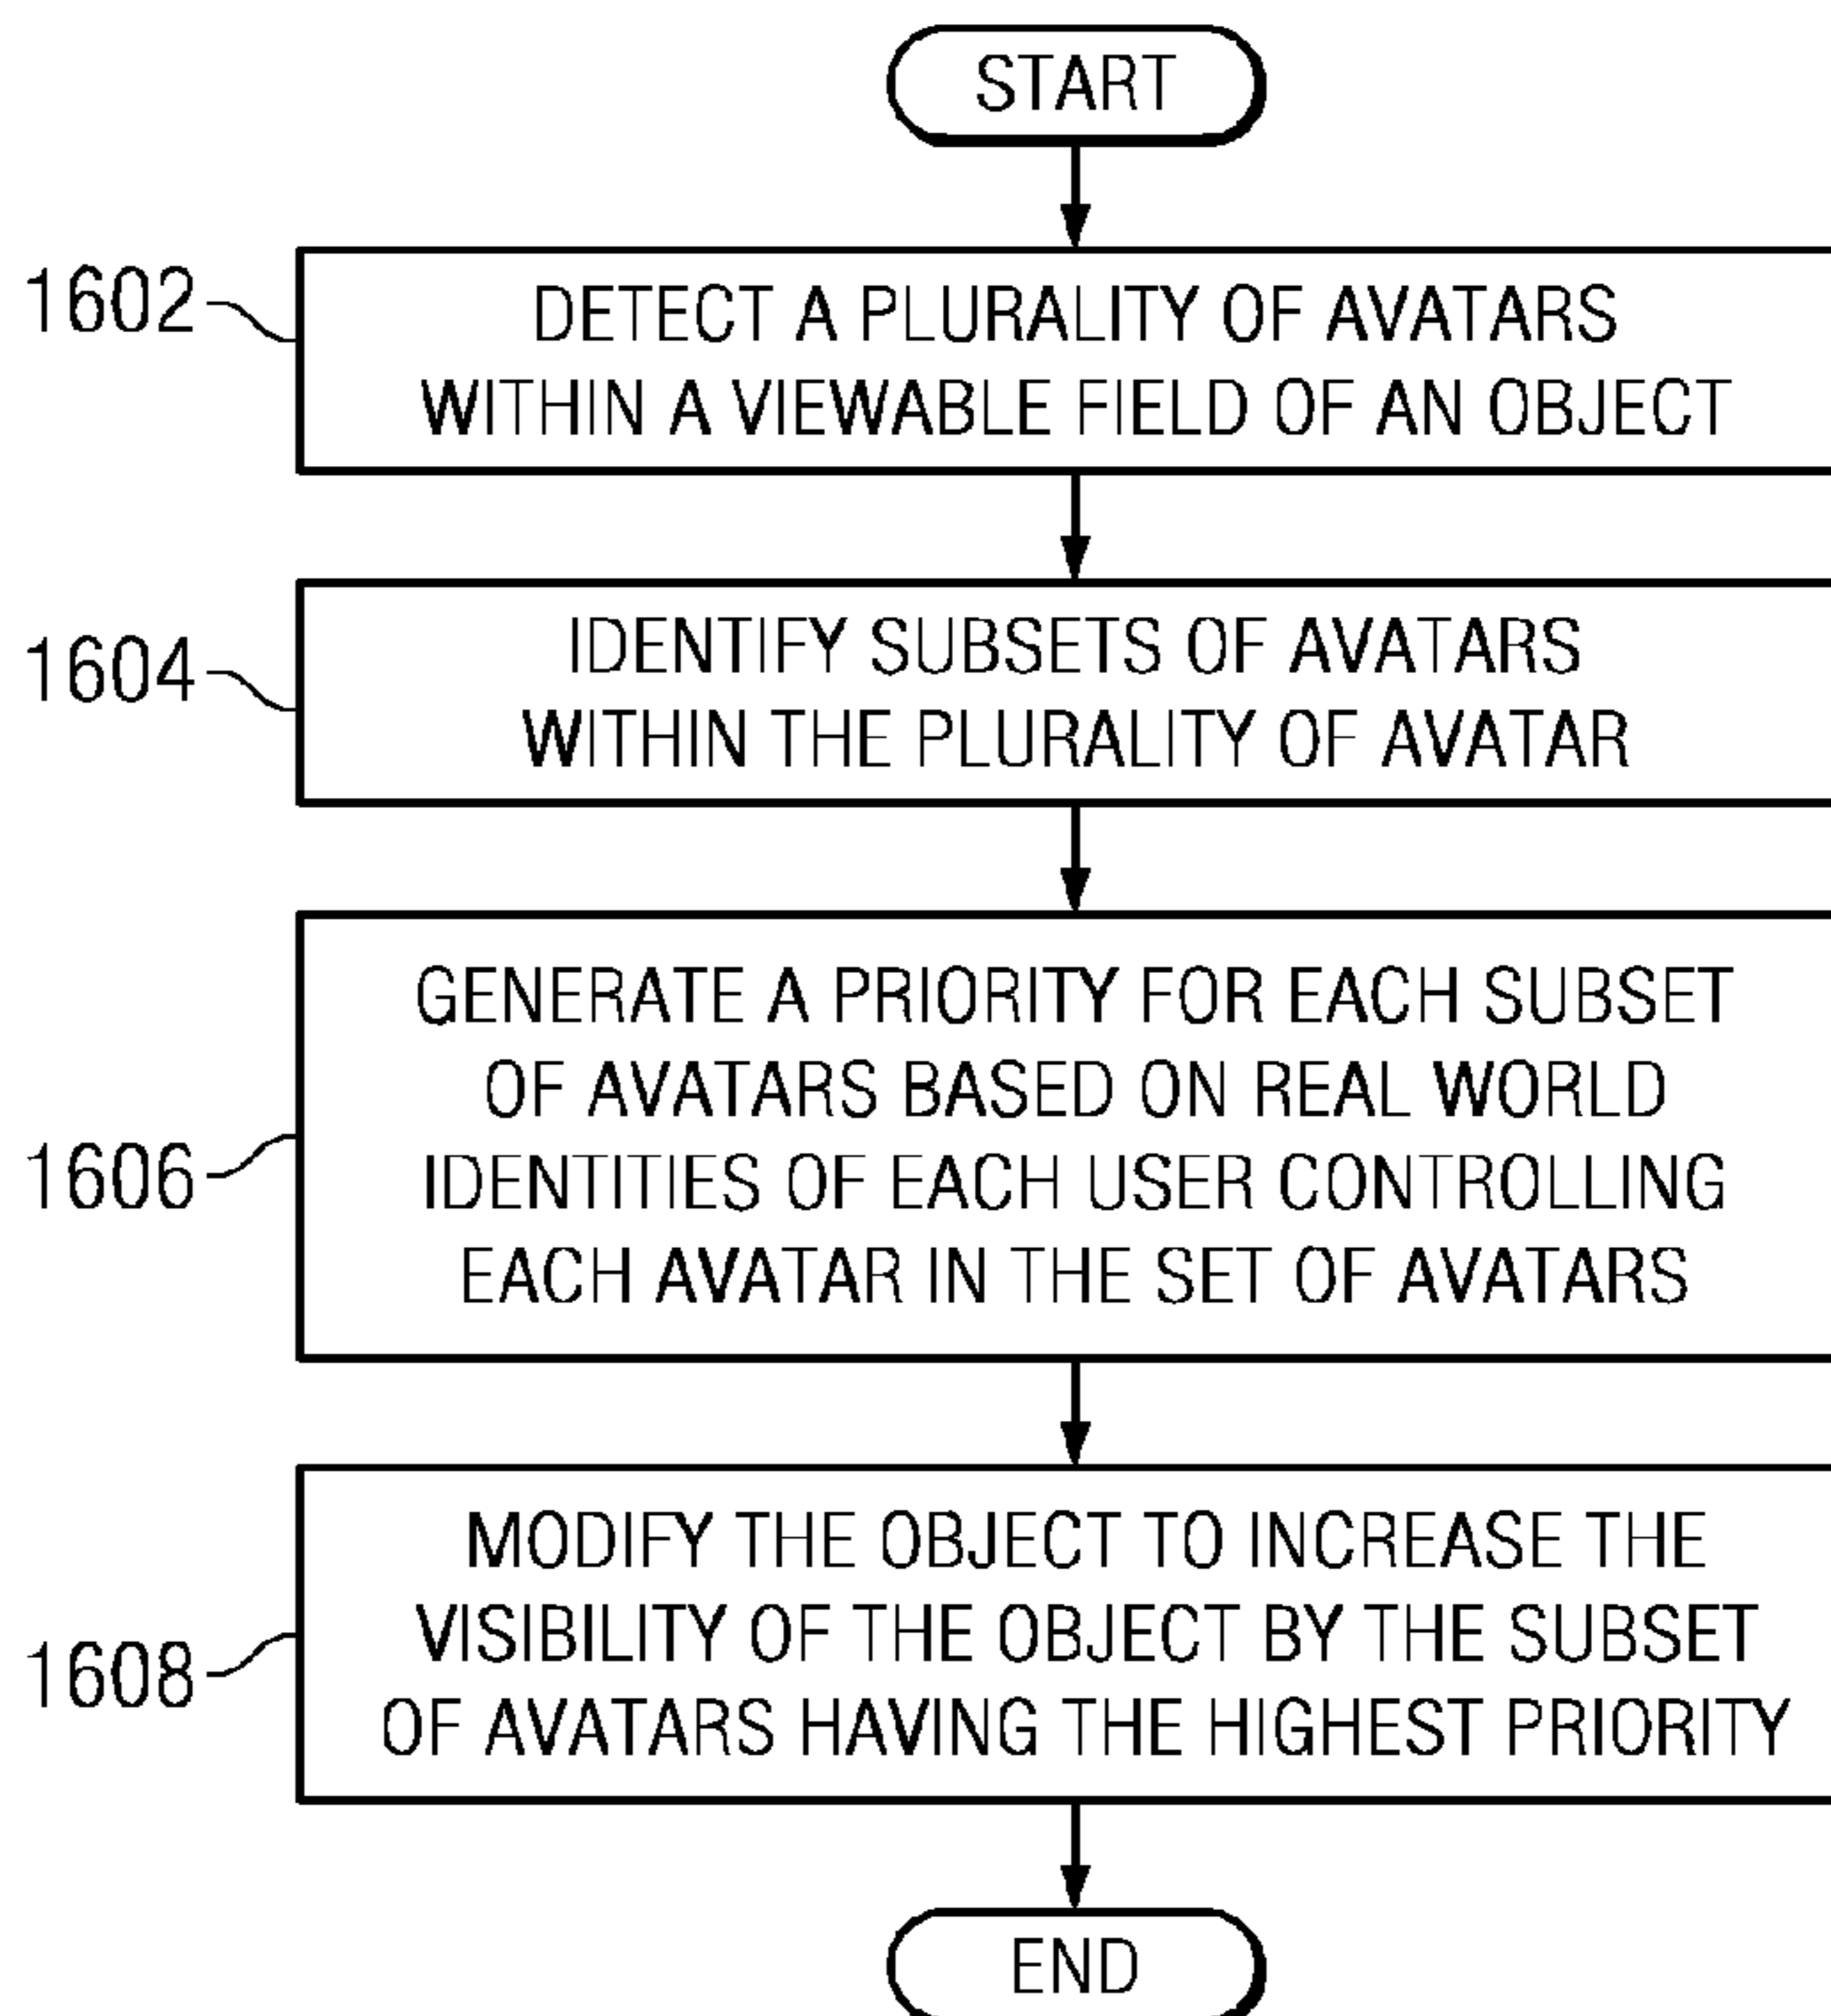 START
1602
DETECT A PLURALITY OF AVATARS
WITHIN A VIEWABLE FIELD OF AN OBJECT
1604
IDENTIFY SUBSETS OF AVATARS
WITHIN THE PLURALITY OF AVATAR
1606
GENERATE A PRIORITY FOR EACH SUBSET
OF AVATARS BASED ON REAL WORLD
IDENTITIES OF EACH USER CONTROLLING
EACH AVATAR IN THE SET OF AVATARS
1608
MODIFY THE OBJECT TO INCREASE THE
VISIBILITY OF THE OBJECT BY THE SUBSET
OF AVATARS HAVING THE HIGHEST PRIORITY
END